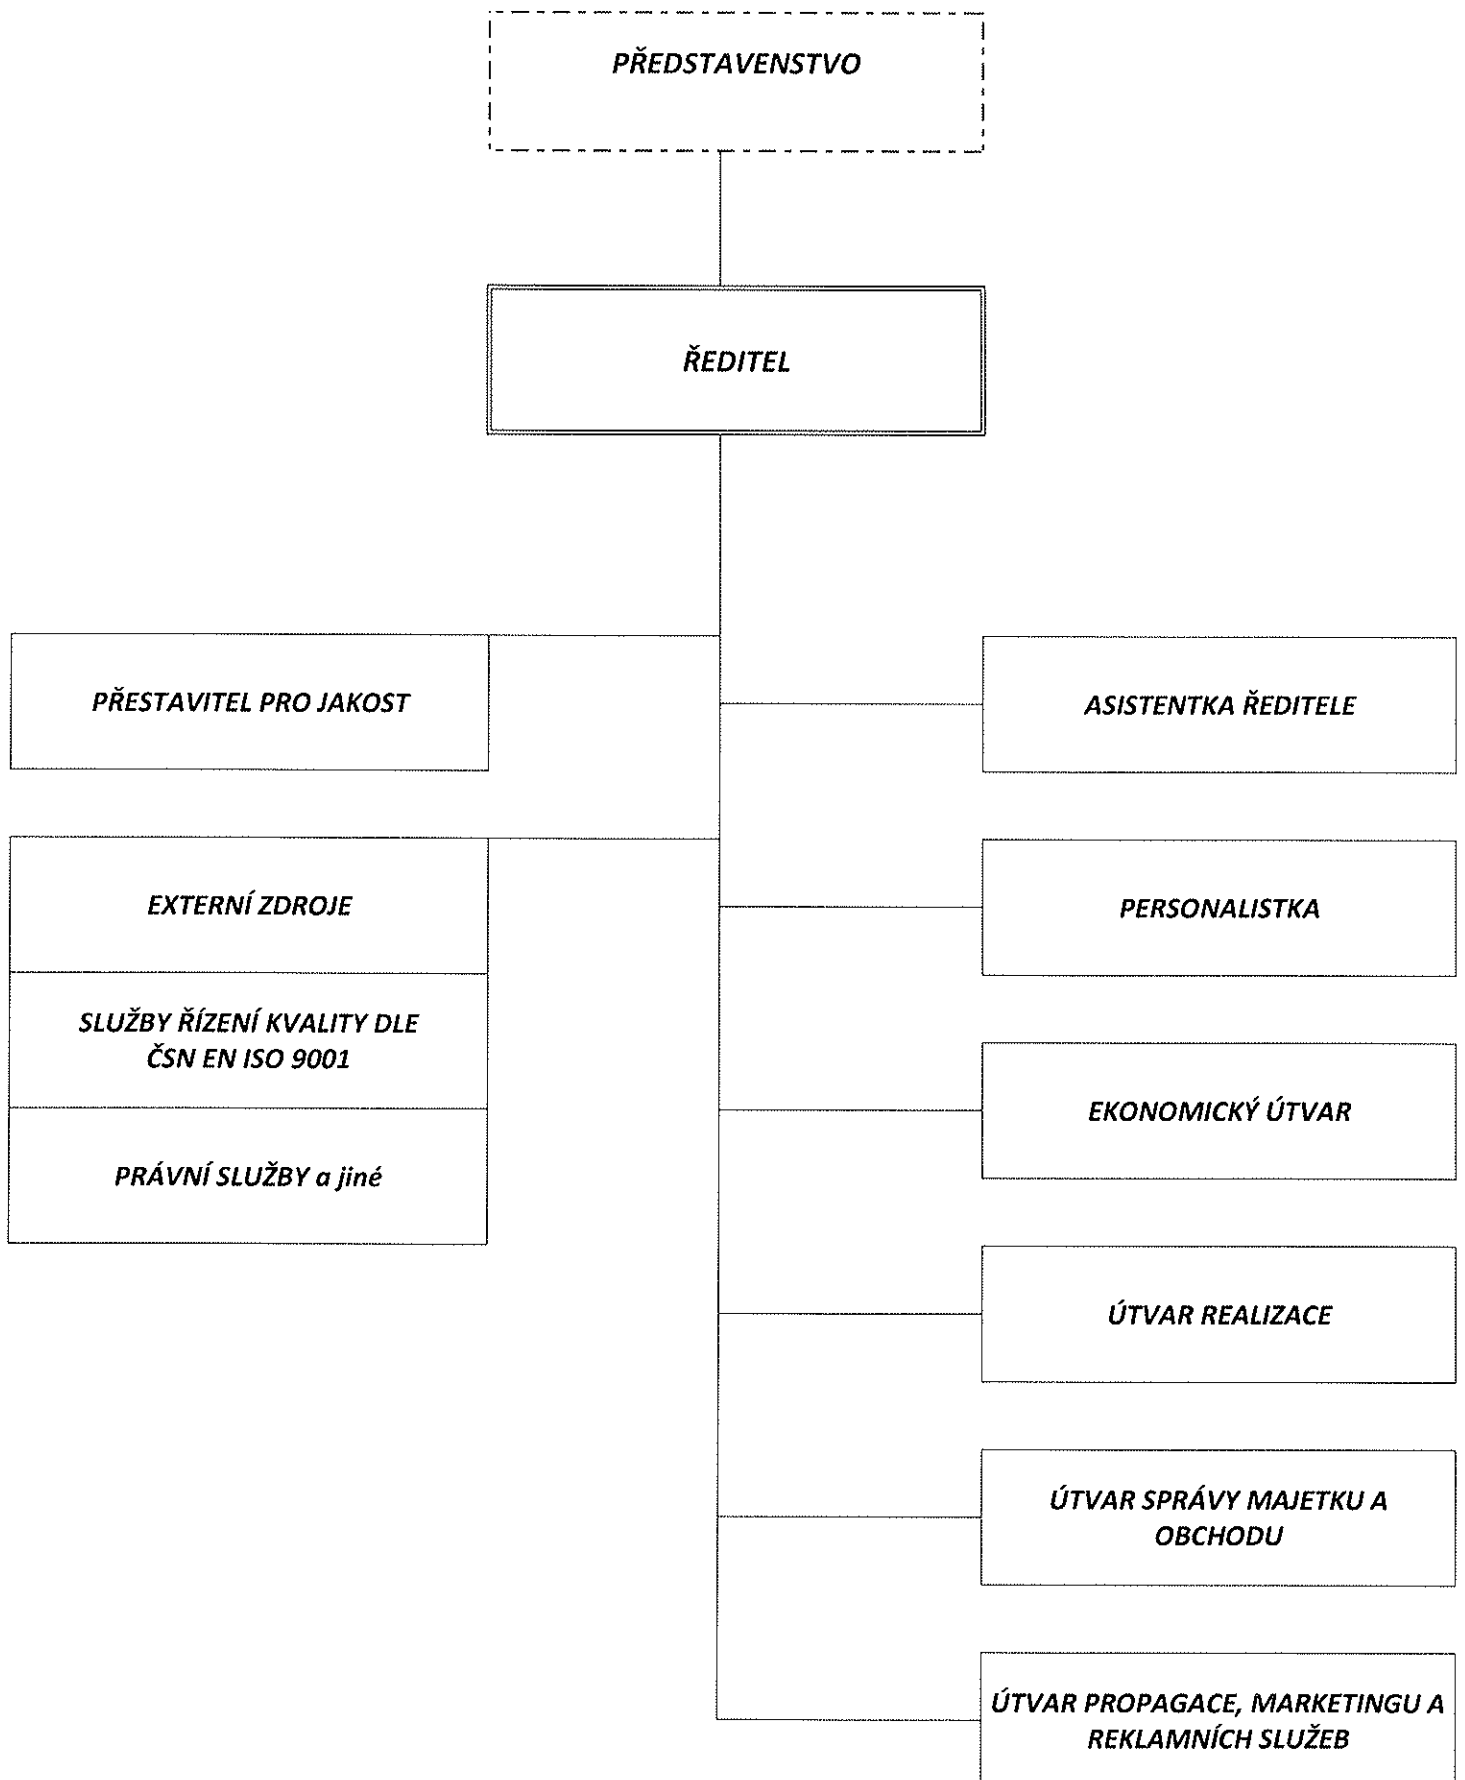 PŘEDSTAVENSTVO
ŘEDITEL
PŘESTAVITEL PRO JAKOST
ASISTENTKA ŘEDITELE
EXTERNÍ ZDROJE
PERSONALISTKA
SLUŽBY ŘÍZENÍ KVALITY DLE
ČSN EN ISO 9001
EKONOMICKÝ ÚTVAR
PRÁVNÍ SLUŽBY a jiné
ÚTVAR REALIZACE
ÚTVAR SPRÁVY MAJETKU A
OBCHODU
ÚTVAR PROPAGACE, MARKETINGU A
REKLAMNÍCH SLUŽEB